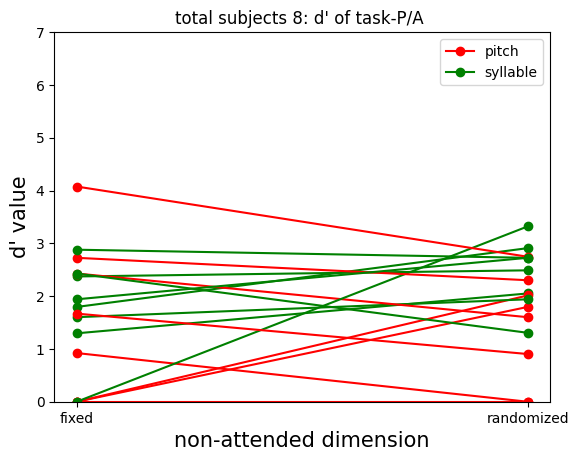 total subjects 8: d' of task-P/A
pitch
syllable
7
6
5
4
3
2
1
0
d' value
fixed
randomized
non-attended dimension